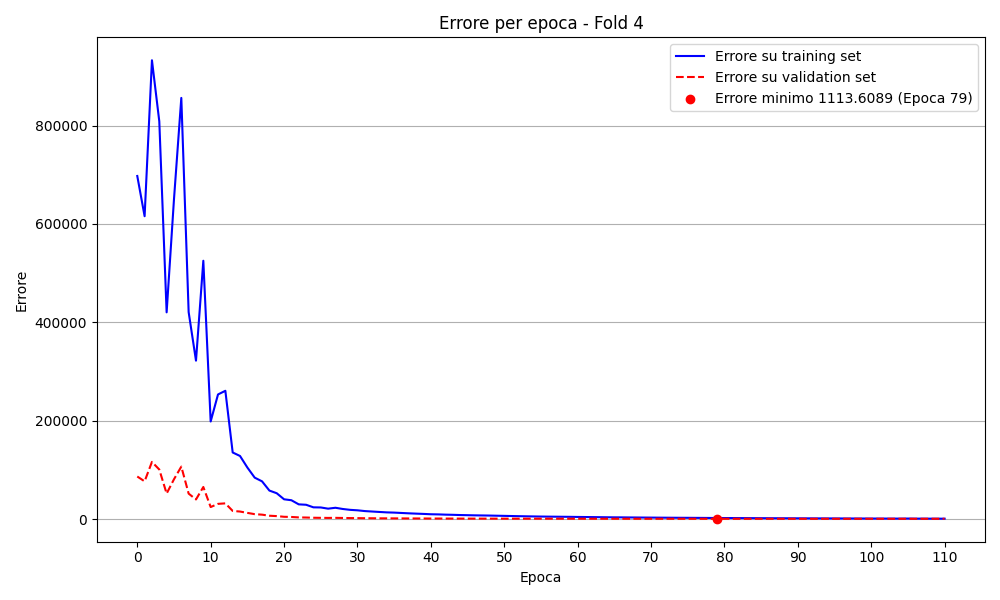 Errore per epoca - Fold 4
Errore su training set
Errore su validation set
Errore minimo 1113.6089 (Epoca 79)
800000
600000
400000
200000
0
Errore
0 10 20 30 40 50 60 70 80 90 100 110
Epoca